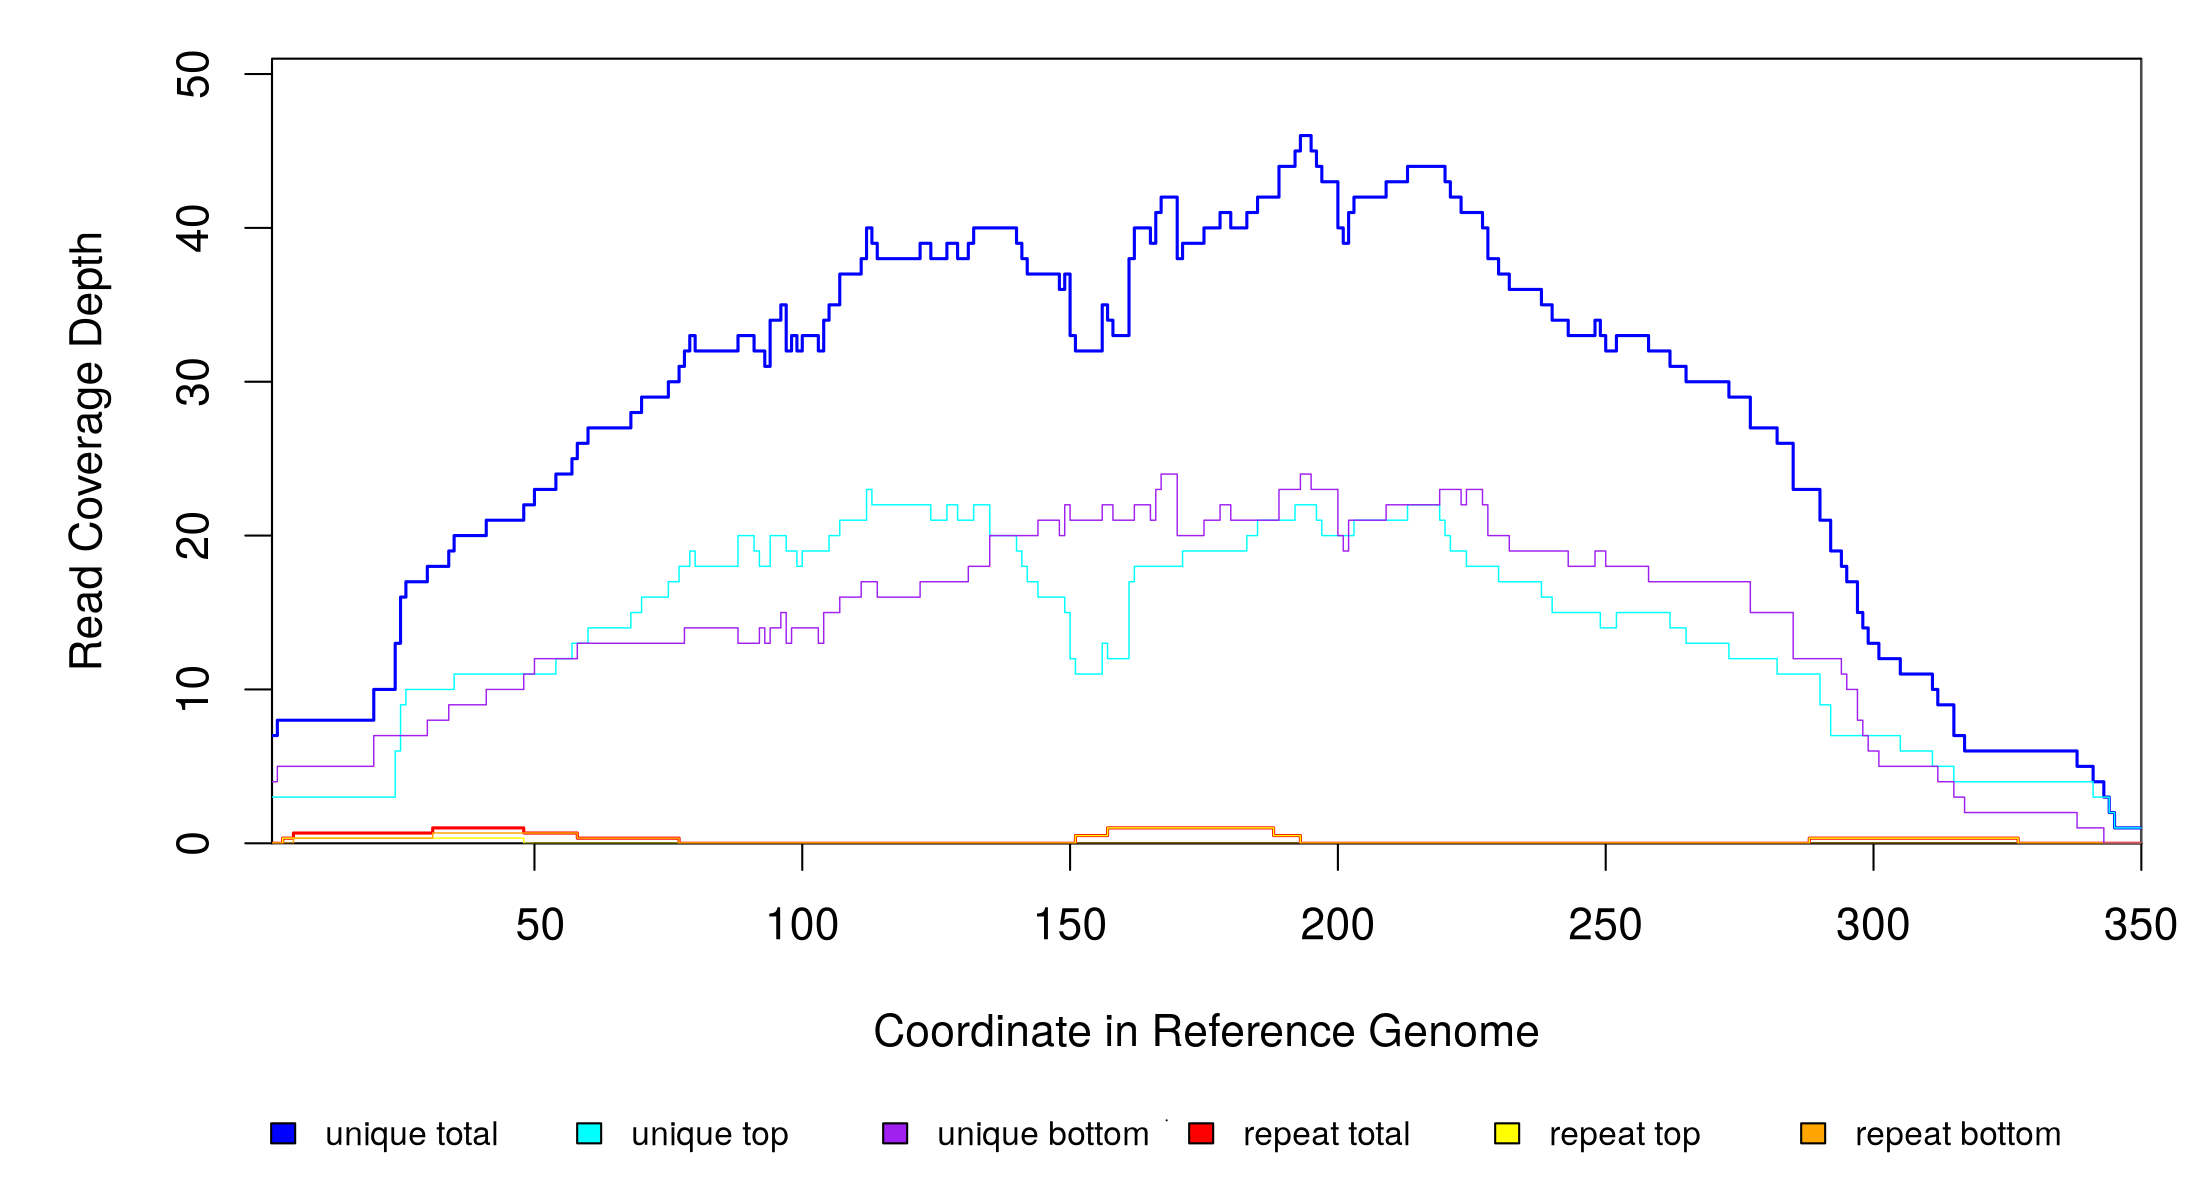 50
40
30
20
10
0
Read Coverage Depth
50 100 150 200 250 300 350
Coordinate in Reference Genome
unique total unique top unique bottom repeat total repeat top repeat bottom